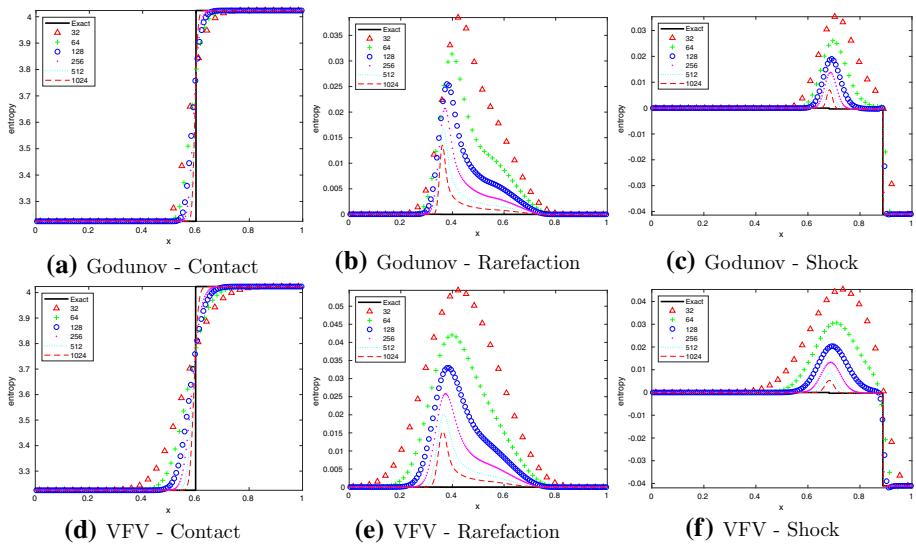 4
3.9
3.8
3.7
3.6
3.5
3.4
3.3
entropy
Exact
32
64
128
256
512
1024
0 0.2 0.4 0.6 0.8 1
x
(a) Godunov - Contact
0.035
0.03
0.025
0.02
0.015
0.01
0.005
0
entropy
Exact
32
64
128
256
512
1024
0 0.2 0.4 0.6 0.8 1
x
(b) Godunov - Rarefaction
0.03
0.02
0.01
0
-0.01
-0.02
-0.03
-0.04
entropy
Exact
32
64
128
256
512
1024
0 0.2 0.4 0.6 0.8 1
x
(c) Godunov - Shock
4
3.9
3.8
3.7
3.6
3.5
3.4
3.3
entropy
Exact
32
64
128
256
512
1024
0 0.2 0.4 0.6 0.8 1
x
(d) VFV - Contact
0.05
0.045
0.04
0.035
0.03
0.025
0.02
0.015
0.01
0.005
0
entropy
Exact
32
64
128
256
512
1024
0 0.2 0.4 0.6 0.8 1
x
(e) VFV - Rarefaction
0.04
0.03
0.02
0.01
0
-0.01
-0.02
-0.03
-0.04
entropy
Exact
32
64
128
256
512
1024
0 0.2 0.4 0.6 0.8 1
x
(f) VFV - Shock